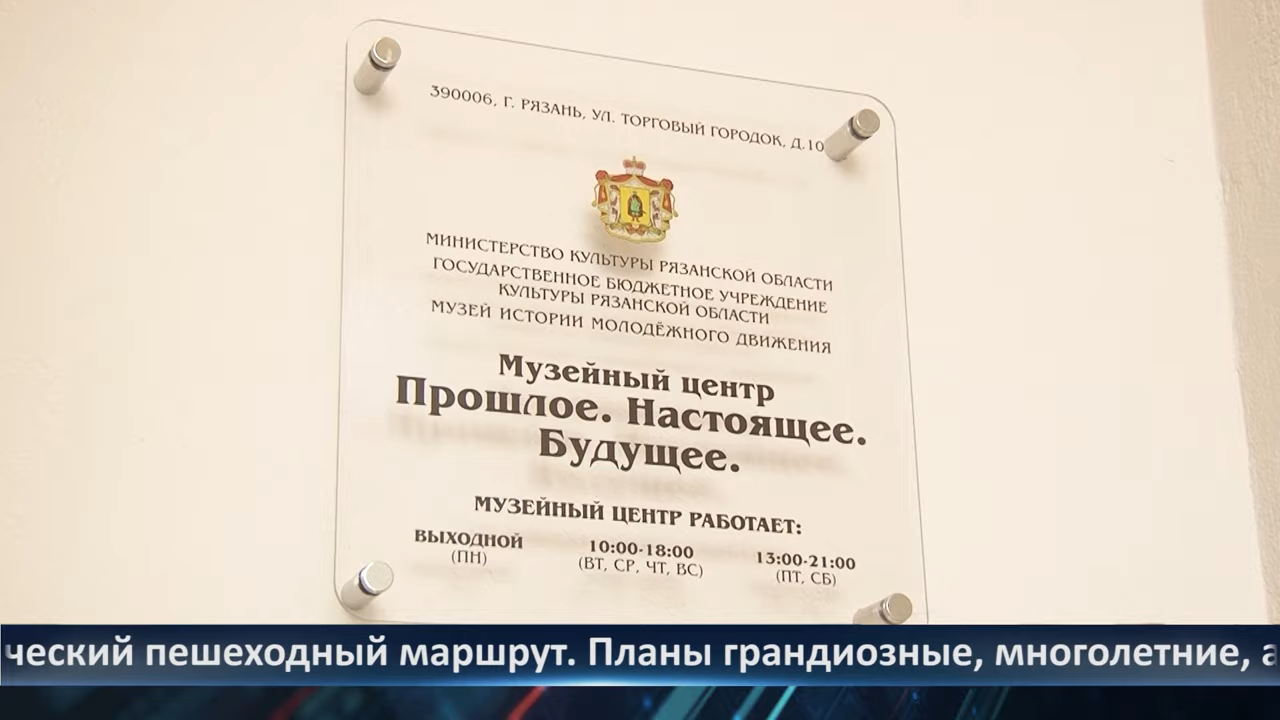 390006, Г. РЯЗАНЬ, УЛ. ТОРГОВЫЙ ГОРОДОК, Д.10
МИНИСТЕРСТВО КУЛЬТУРЫ РЯЗАНСКОЙ ОБЛАСТИ
ГОСУДАРСТВЕННОЕ БЮДЖЕТНОЕ УЧРЕЖДЕНИЕ
КУЛЬТУРЫ РЯЗАНСКОЙ ОБЛАСТИ
МУЗЕЙ ИСТОРИИ МОЛОДЁЖНОГО ДВИЖЕНИЯ
Музейный центр
Прошлое. Настоящее.
Будущее.
МУЗЕЙНЫЙ ЦЕНТР РАБОТАЕТ:
ВЫХОДНОЙ 10:00-18:00 13:00-21:00
(ПН) (ВТ, СР, ЧТ, ВС) (ПТ, СБ)
ческий пешеходный маршрут. Планы грандиозные, многолетние, а